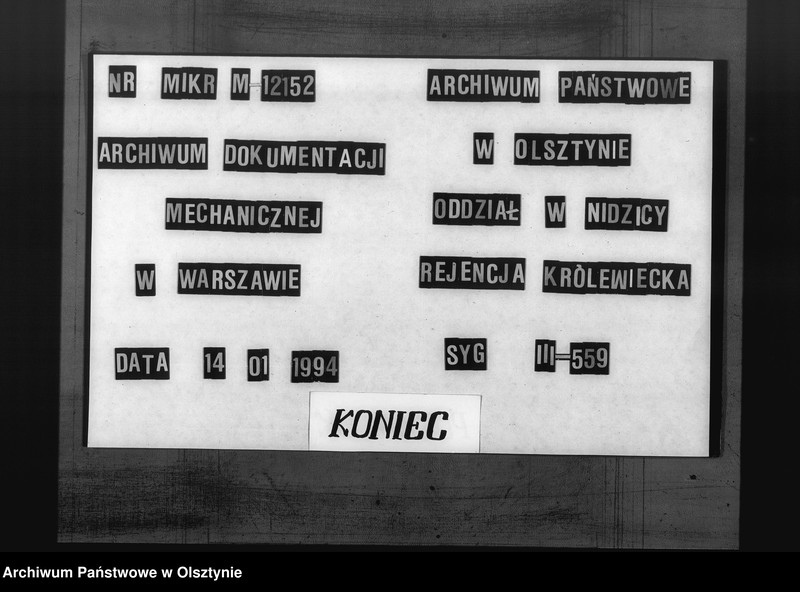 NR MIKR M-12152
ARCHIWUM DOKUMENTACJI
MECHANICZNEJ
W WARSZAWIE
DATA 14 01 1994
ARCHIWUM PAŃSTWOWE
W OLSZTYNIE
ODDZIAŁ W NIDZICY
REJENCJA KRÒLEWIECKA
SYG III-559
KONIEC
Archiwum Państwowe w Olsztynie